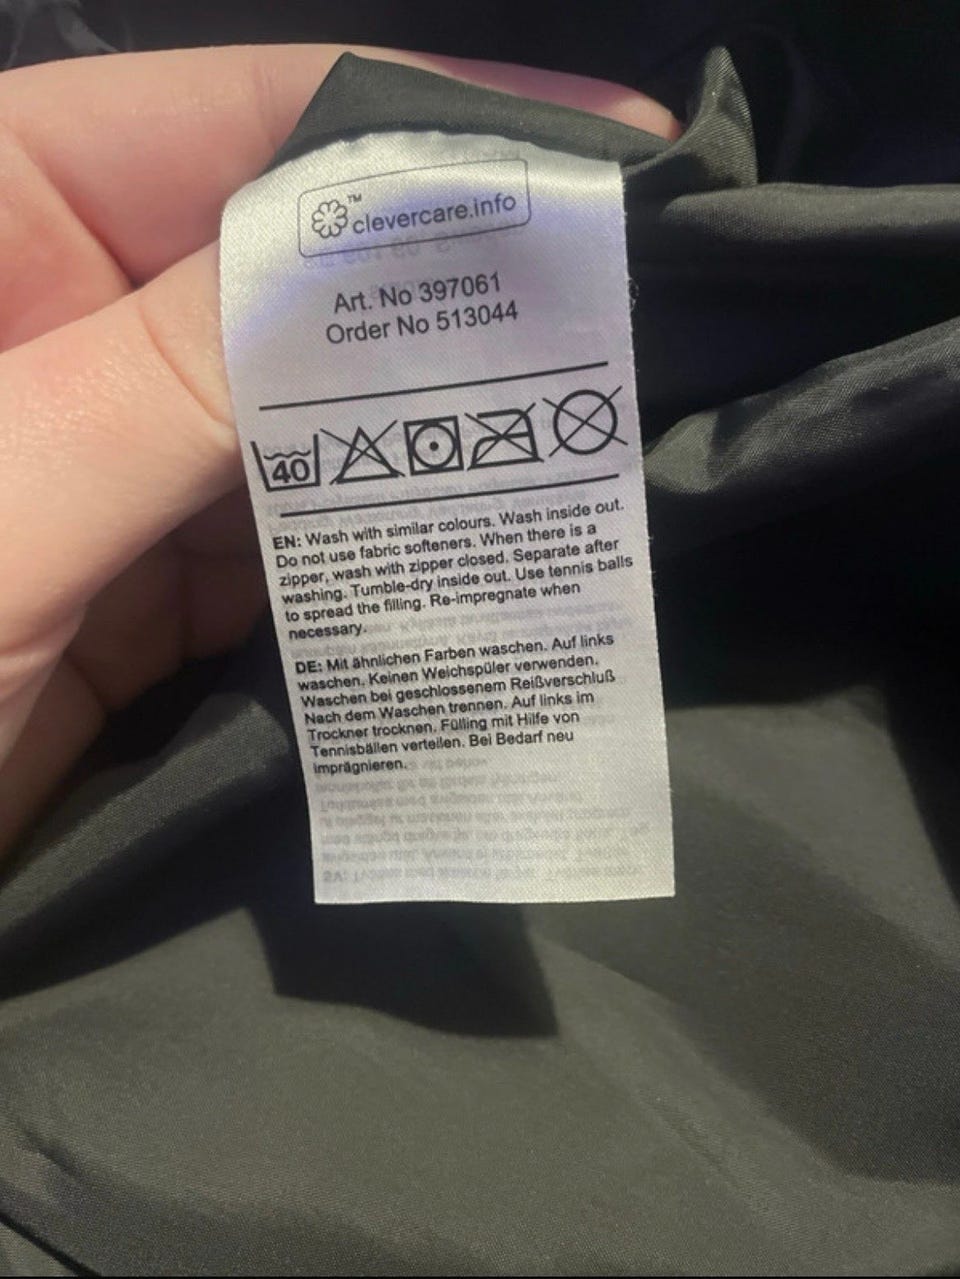 ™
clevercare.info
Art. No 397061
Order No 513044
40
EN: Wash with similar colours. Wash inside out.
Do not use fabric softeners. When there is a
zipper, wash with zipper closed. Separate after
washing. Tumble-dry inside out. Use tennis balls
to spread the filling. Re-impregnate when
necessary.
DE: Mit ähnlichen Farben waschen. Auf links
waschen. Keinen Weichspüler verwenden.
Waschen bei geschlossenem Reißverschluß
Nach dem Waschen trennen. Auf links im
Trockner trocknen. Fülling mit Hilfe von
Tennisbällen verteilen. Bei Bedarf neu
imprägnieren.